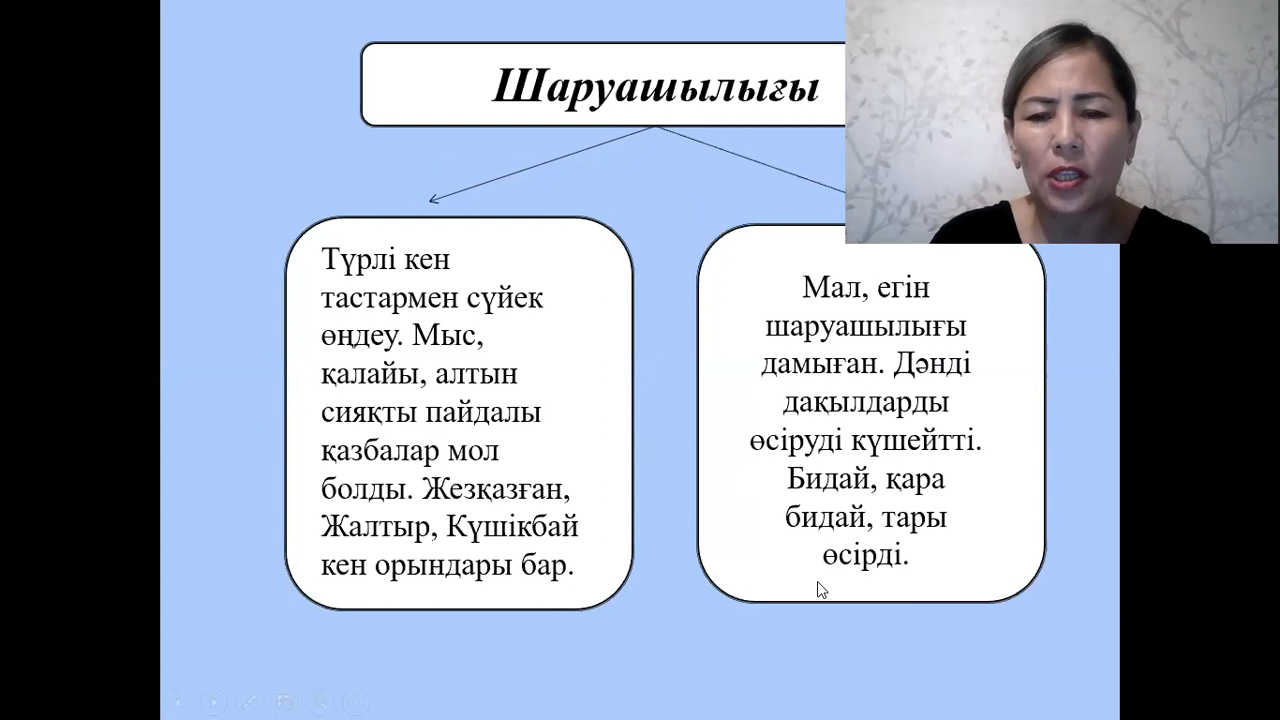 Шаруашылығы
Түрлі кен
тастармен сүйек
өңдеу. Мыс,
қалайы, алтын
сияқты пайдалы
қазбалар мол
болды. Жезқазған,
Жалтыр, Күшікбай
кен орындары бар.
Мал, егін
шаруашылығы
дамыған. Дәнді
дақылдарды
өсіруді күшейтті.
Бидай, қара
бидай, тары
өсірді.